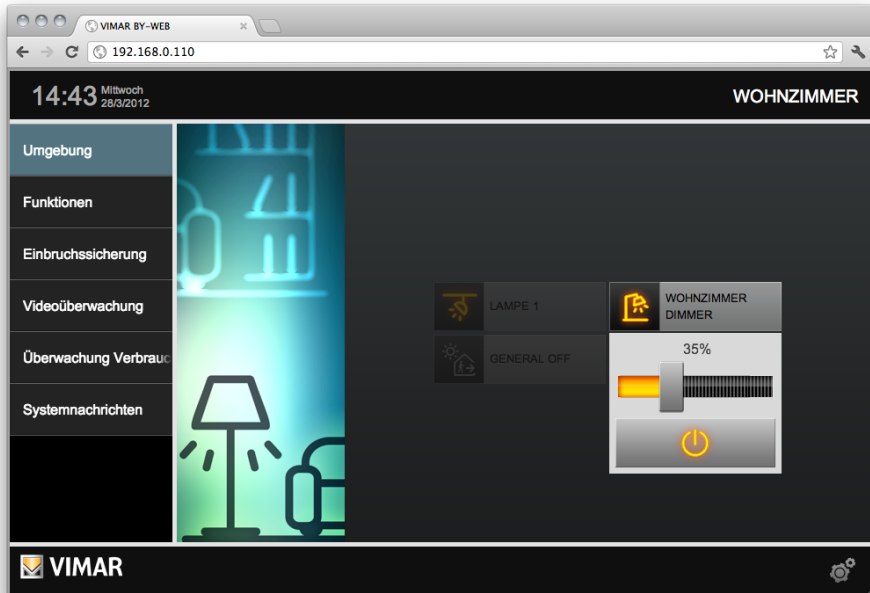 VIMAR BY-WEB
192.168.0.110
14:43
Mittwoch
28/3/2012
WOHNZIMMER
Umgebung
Funktionen
Einbruchssicherung
Videoüberwachung
Überwachung Verbrauc
Systemnachrichten
LAMPE 1
GENERAL OFF
WOHNZIMMER
DIMMER
35%
VIMAR